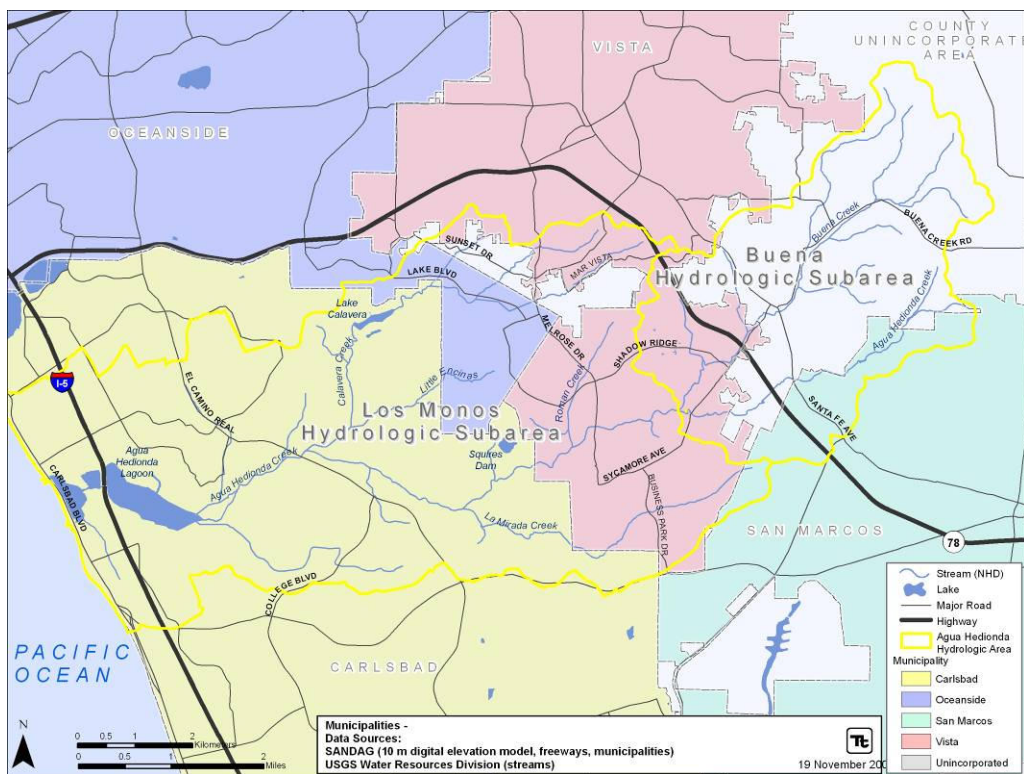 COUNTY
UNINCORPORATE
AREA
VISTA
OCEANSIDE
Buena Creek
BUENA CREEK RD
SUNSET DR
MAR VISTA
Buena
Hydrologic Subarea
LAKE BLVD
Agua Hedionda Creek
Lake
Calavera
MELROSE DR
SHADOW RIDGE
Calavera Creek
I-5
EL CAMINO REAL
Little Encinas
Roman Creek
SANTA FE AVE
Los Monos
Hydrologic Subarea
Agua
Hedionda
Lagoon
Squires
Dam
SYCAMORE AVE
CARLSBAD BLVD
Agua Hedionda Creek
BUSINESS PARK DR
La Mirada Creek
SAN MARCOS
78
COLLEGE BLVD
PACIFIC
OCEAN
CARLSBAD
Stream (NHD)
Lake
Major Road
Highway
Agua Hedionda
Hydrologic Area
Municipality
Carlsbad
Oceanside
San Marcos
Vista
Unincorporated
N
0 0.5 1 2
Kilometers
0 0.5 1 2
Miles
Municipalities -
Data Sources:
SANDAG (10 m digital elevation model, freeways, municipalities)
USGS Water Resources Division (streams)
Tt
19 November